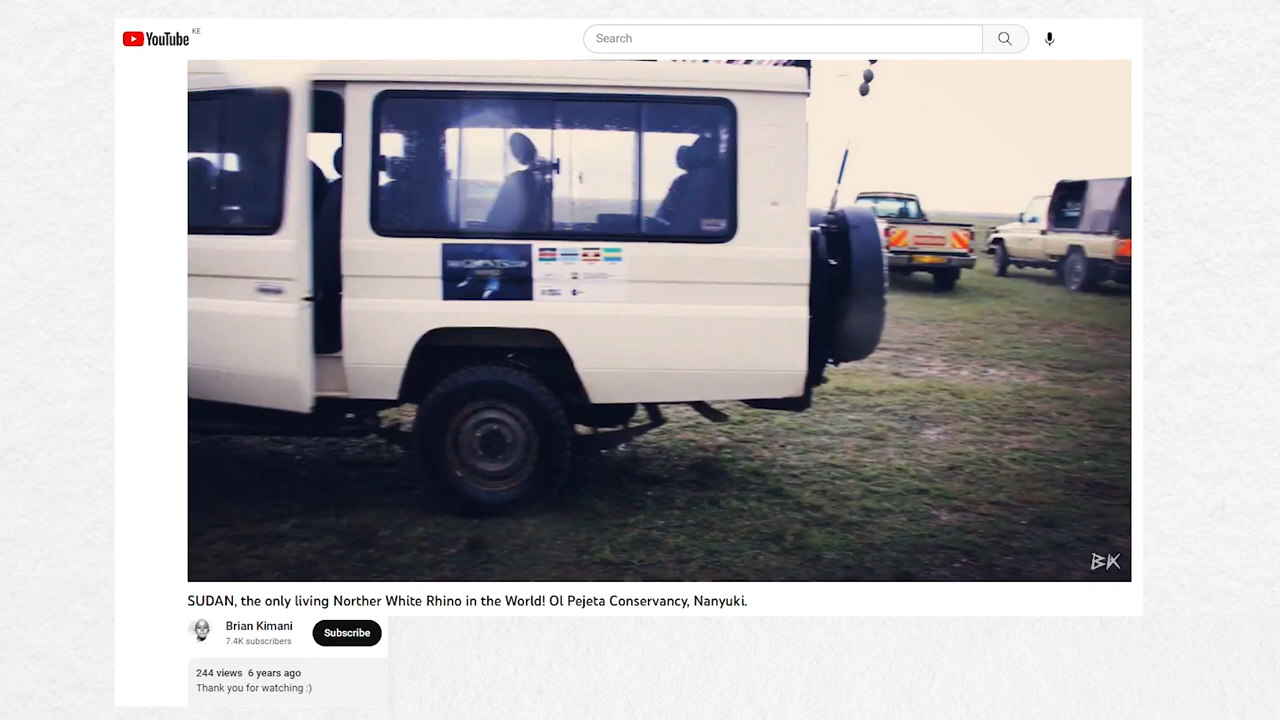 YouTube KE
Search
BK
SUDAN, the only living Norther White Rhino in the World! Ol Pejeta Conservancy, Nanyuki.
Brian Kimani
7.4K subscribers
Subscribe
244 views 6 years ago
Thank you for watching :)